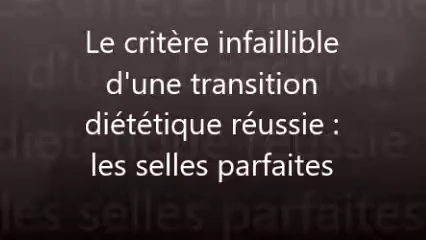 Le critère infaillible
d'une transition
diététique réussie :
les selles parfaites